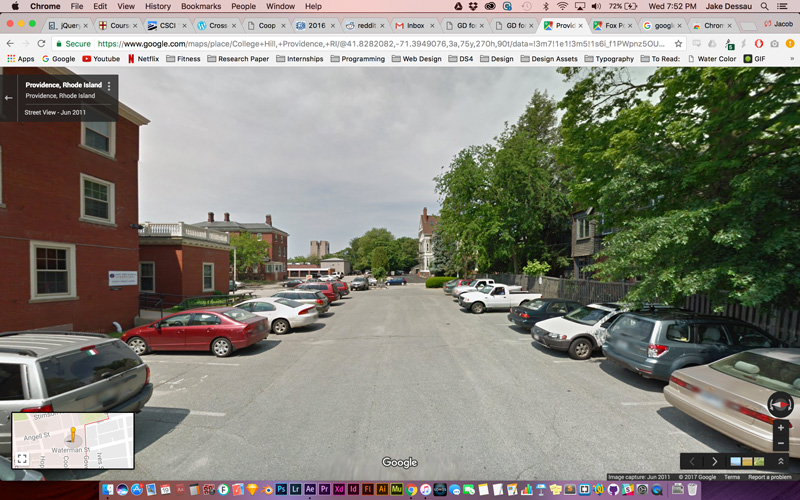 Chrome File Edit View History Bookmarks People Window Help
72% Wed 7:52 PM Jake Dessau
jQuery
Course
CSCI
Cross
Coop
2016
reddit
Inbox
GD fo
GD fo
Provid
Fox P
googl
Chrom
Jacob
Secure https://www.google.com/maps/place/College+Hill,+Providence,+RI/@41.8282082,-71.3949076,3a,75y,270h,90t/data=!3m7!1e1!3m5!1s6i_f1PWpnz5OU...
Apps Google YouTube Netflix Fitness Research Paper Internships Programming Web Design DS4 Design Design Assets Typography To Read: Water Color GIF
Providence, Rhode Island
Providence, Rhode Island
Street View - Jun 2011
Angell St
Waterman St
Google
Image capture: Jun 2011 © 2017 Google Terms Report a problem